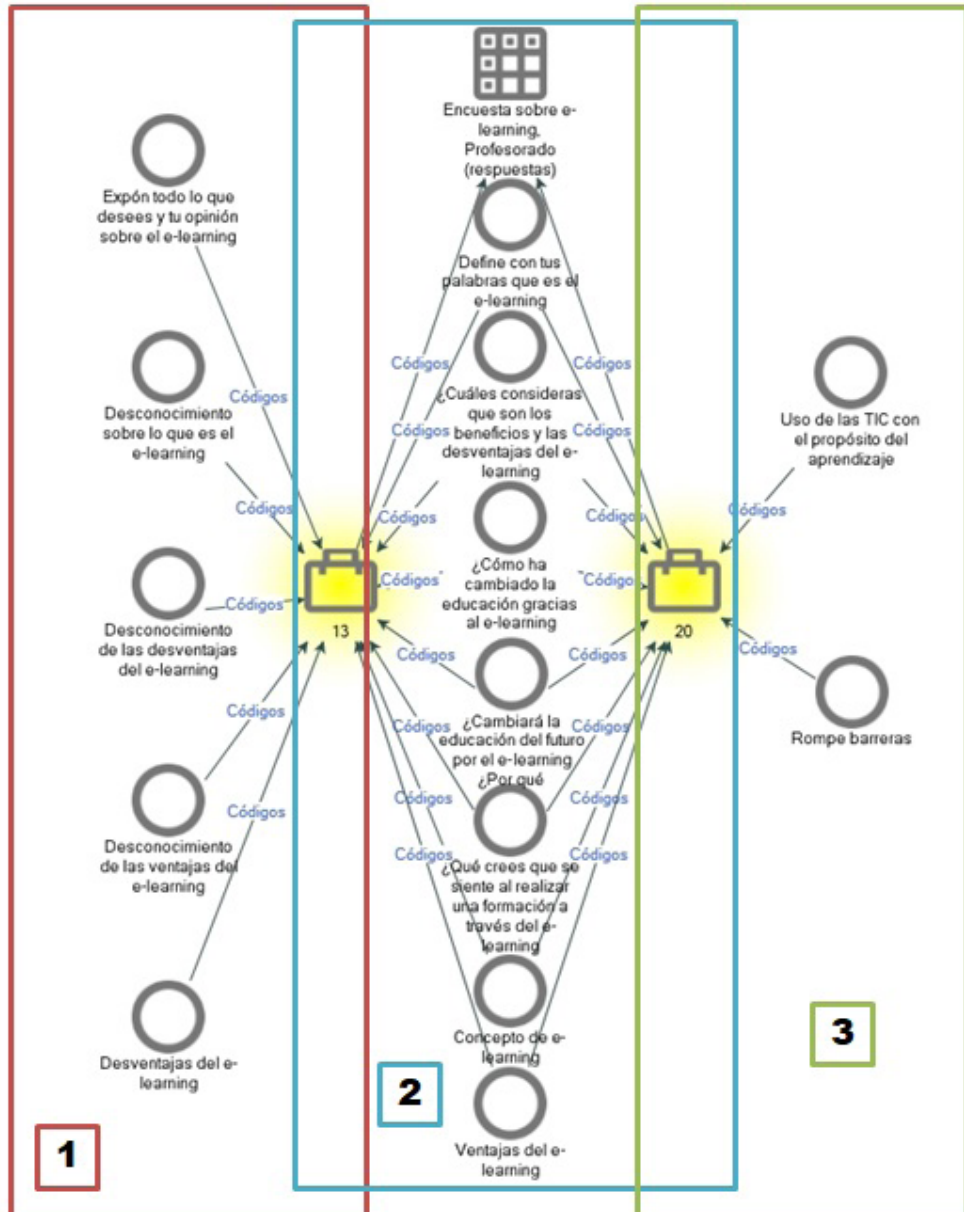 Expón todo lo que
desees y tu opinión
sobre el e-learning
Códigos
Desconocimiento
sobre lo que es el
e-learning
Códigos
Desconocimiento
de las desventajas
del e-learning
Códigos
Desconocimiento
de las ventajas del
e-learning
Códigos
Desventajas del e-
learning
Códigos
13
1
Encuesta sobre e-
learning,
Profesorado
(respuestas)
Define con tus
palabras que es el
e-learning
Códigos
Códigos
¿Cuáles consideras
que son los
beneficios y las
desventajas del e-
learning
Códigos
Códigos
Códigos
Códigos
¿Cómo ha
cambiado la
educación gracias
al e-learning
Códigos
Códigos
¿Cambiará la
educación del futuro
por el e-learning
¿Por qué
Códigos
Códigos
¿Qué crees que se
siente al realizar
una formación a
través del e-
learning
Códigos
Códigos
Concepto de e-
learning
Códigos
Códigos
Ventajas del e-
learning
Códigos
Códigos
2
20
Uso de las TIC con
el propósito del
aprendizaje
Códigos
Rompe barreras
Códigos
3